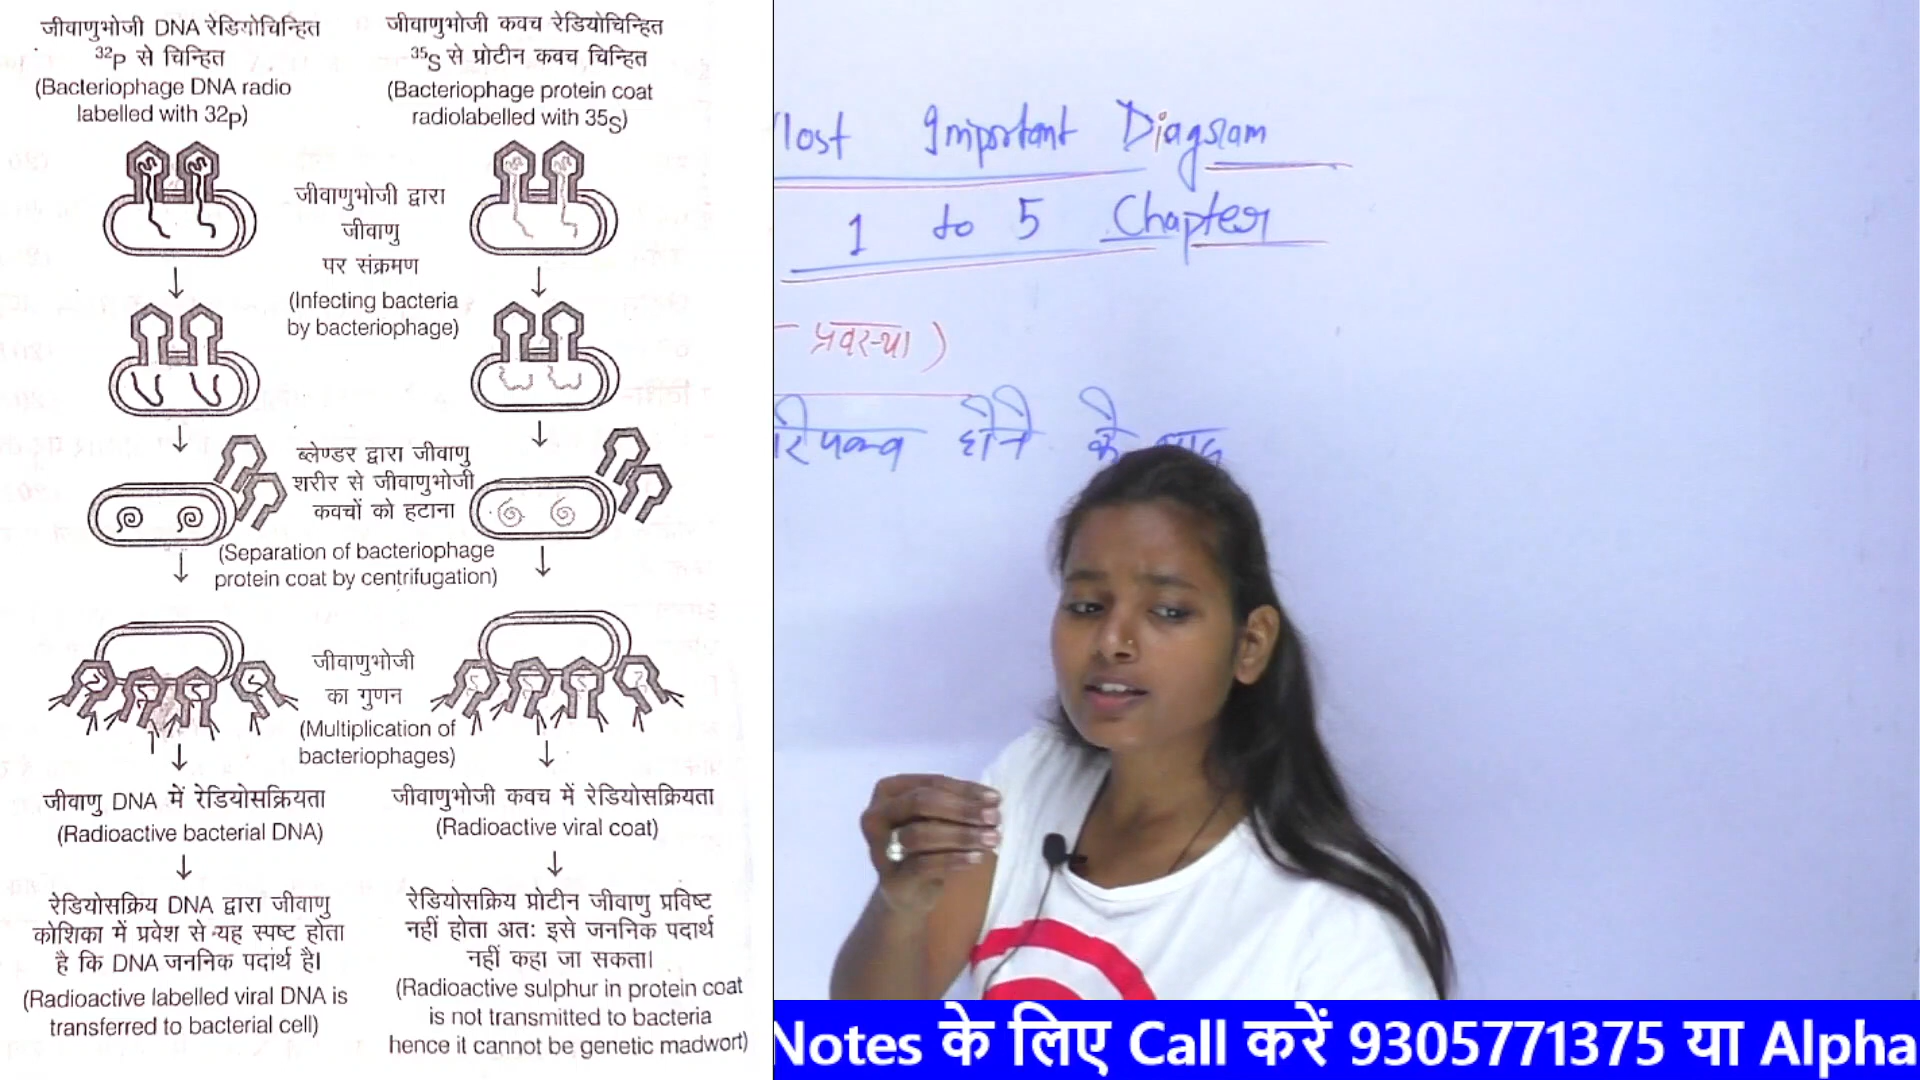 जीवाणुभोजी DNA रेडियोचिन्हित
32P से चिन्हित
(Bacteriophage DNA radio
labelled with 32p)
जीवाणुभोजी कवच रेडियोचिन्हित
35S से प्रोटीन कवच चिन्हित
(Bacteriophage protein coat
radiolabelled with 35S)
जीवाणुभोजी द्वारा
जीवाणु
पर संक्रमण
(Infecting bacteria
by bacteriophage)
ब्लेण्डर द्वारा जीवाणु
शरीर से जीवाणुभोजी
कवचों को हटाना
(Separation of bacteriophage
protein coat by centrifugation)
जीवाणुभोजी
का गुणन
(Multiplication of
bacteriophages)
जीवाणु DNA में रेडियोसक्रियता
(Radioactive bacterial DNA)
जीवाणुभोजी कवच में रेडियोसक्रियता
(Radioactive viral coat)
रेडियोसक्रिय DNA द्वारा जीवाणु
कोशिका में प्रवेश से यह स्पष्ट होता
है कि DNA जननिक पदार्थ है।
(Radioactive labelled viral DNA is
transferred to bacterial cell)
रेडियोसक्रिय प्रोटीन जीवाणु प्रविष्ट
नहीं होता अतः इसे जननिक पदार्थ
नहीं कहा जा सकता।
(Radioactive sulphur in protein coat
is not transmitted to bacteria
hence it cannot be genetic madwort)
lost Important Diagram
1 to 5 Chapter
प्रवस्था )
रिपक्व होने के बाद
Notes के लिए Call करें 9305771375 या Alpha